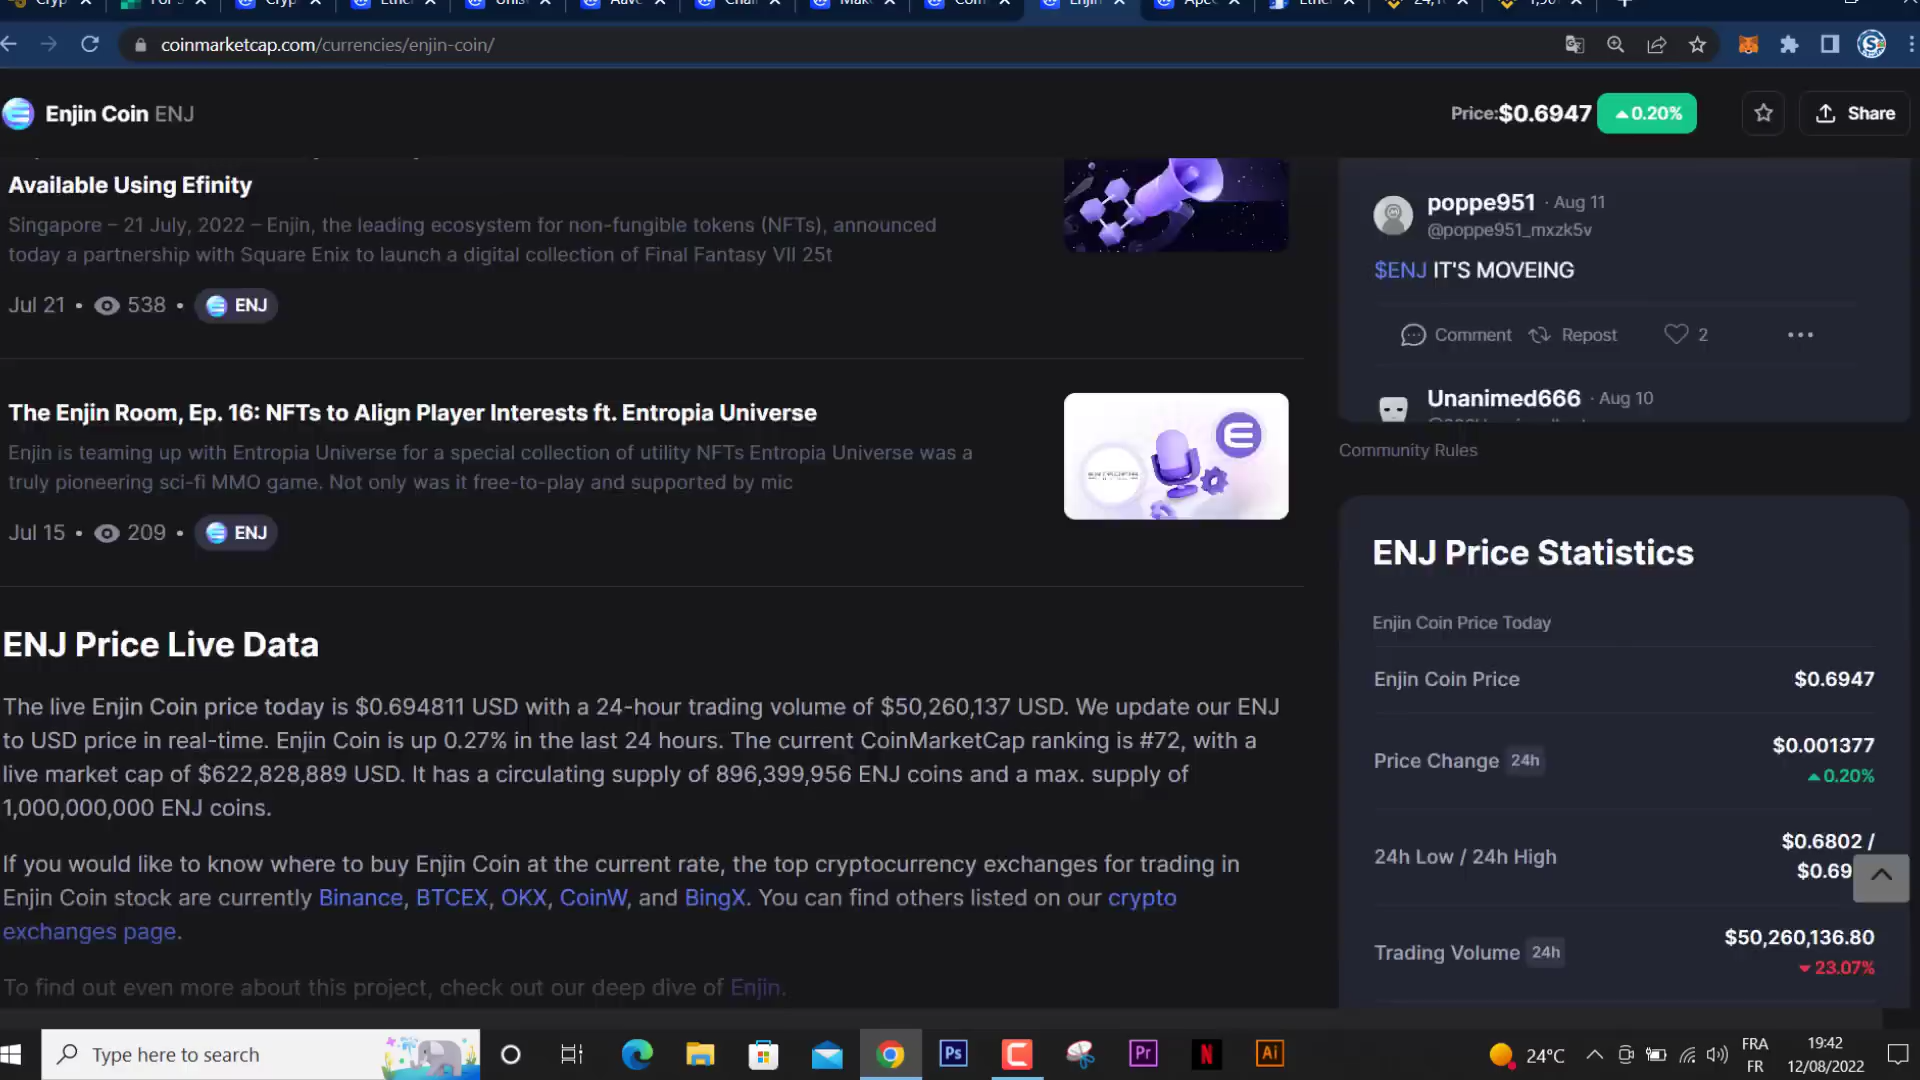 coinmarketcap.com/currencies/enjin-coin/
Enjin Coin ENJ
Price:$0.6947
0.20%
Share
Available Using Efinity
Singapore – 21 July, 2022 – Enjin, the leading ecosystem for non-fungible tokens (NFTs), announced
today a partnership with Square Enix to launch a digital collection of Final Fantasy VII 25t
Jul 21 • 538 • ENJ
The Enjin Room, Ep. 16: NFTs to Align Player Interests ft. Entropia Universe
Enjin is teaming up with Entropia Universe for a special collection of utility NFTs Entropia Universe was a
truly pioneering sci-fi MMO game. Not only was it free-to-play and supported by mic
Jul 15 • 209 • ENJ
ENJ Price Live Data
The live Enjin Coin price today is $0.694811 USD with a 24-hour trading volume of $50,260,137 USD. We update our ENJ
to USD price in real-time. Enjin Coin is up 0.27% in the last 24 hours. The current CoinMarketCap ranking is #72, with a
live market cap of $622,828,889 USD. It has a circulating supply of 896,399,956 ENJ coins and a max. supply of
1,000,000,000 ENJ coins.
If you would like to know where to buy Enjin Coin at the current rate, the top cryptocurrency exchanges for trading in
Enjin Coin stock are currently Binance, BTCEX, OKX, CoinW, and BingX. You can find others listed on our crypto
exchanges page.
To find out even more about this project, check out our deep dive of Enjin.
poppe951 · Aug 11
@poppe951_mxzk5v
$ENJ IT'S MOVEING
Comment Repost 2
Unanimed666 · Aug 10
Community Rules
ENJ Price Statistics
Enjin Coin Price Today
Enjin Coin Price $0.6947
Price Change 24h $0.001377
0.20%
24h Low / 24h High $0.6802 /
$0.69
Trading Volume 24h $50,260,136.80
23.07%
Type here to search
Ps
Pr
N
Ai
24°C
FRA
FR
19:42
12/08/2022